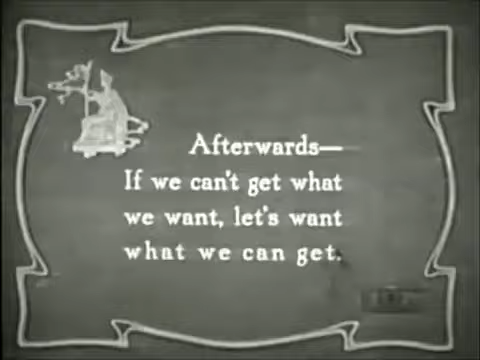 Afterwards—
If we can't get what
we want, let's want
what we can get.